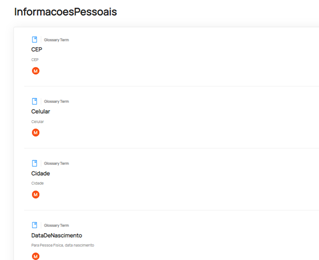 InformacoesPessoais
Glossary Term
CEP
CEP
M
Glossary Term
Celular
Celular
M
Glossary Term
Cidade
Cidade
M
Glossary Term
DataDeNascimento
Para Pessoa Fisica, data nascimento
M